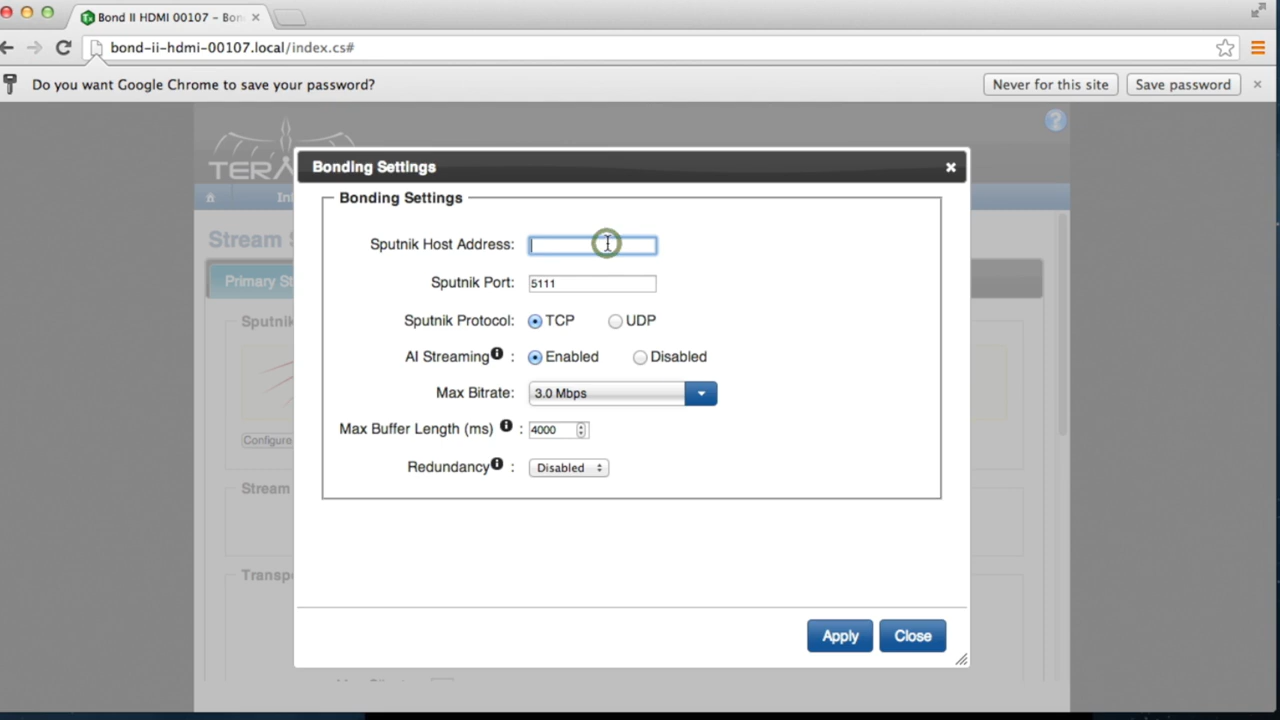 Bond II HDMI 00107 – Bon
bond-ii-hdmi-00107.local/index.cs#
Do you want Google Chrome to save your password?
Never for this site
Save password
TERA
Int
Stream S
Primary St
Sputnik
Configure
Stream
Transp
Bonding Settings
Bonding Settings
Sputnik Host Address:
Sputnik Port: 5111
Sputnik Protocol: TCP UDP
AI Streaming : Enabled Disabled
Max Bitrate: 3.0 Mbps
Max Buffer Length (ms) : 4000
Redundancy : Disabled
Apply Close